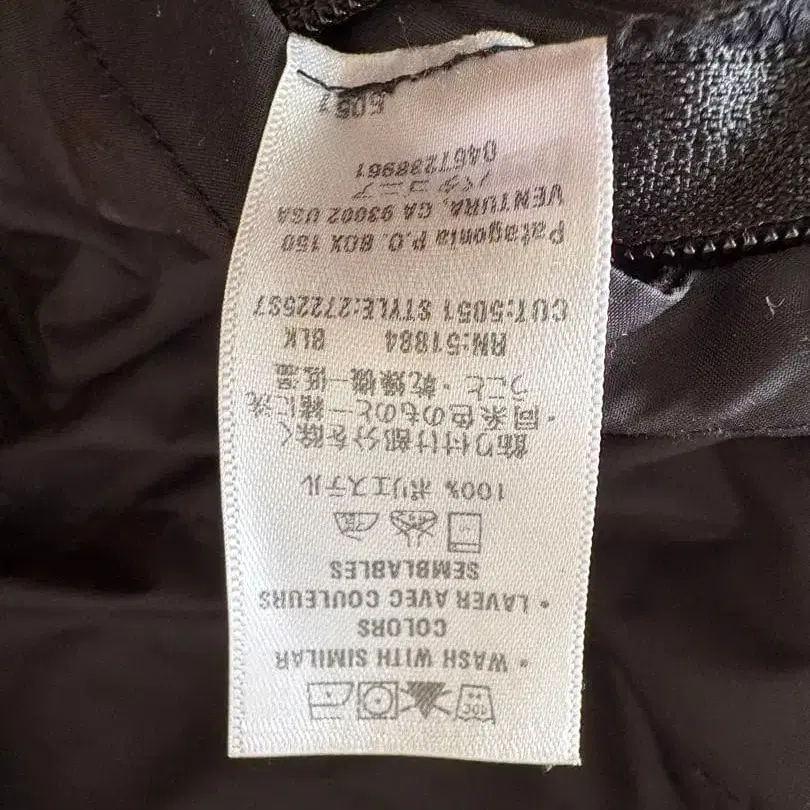 • WASH WITH SIMILAR
COLORS
• LAVER AVEC COULEURS
SEMBLABLES
100% ポリエステル
飾り付け部分を除く
・同系色のものと一緒に洗
うこと・乾燥機－低温
RN:51884 BLK
CUT:5051 STYLE:27225S7
Patagonia P.O. BOX 150
VENTURA, CA 93002 USA
パタゴニア
0467238961